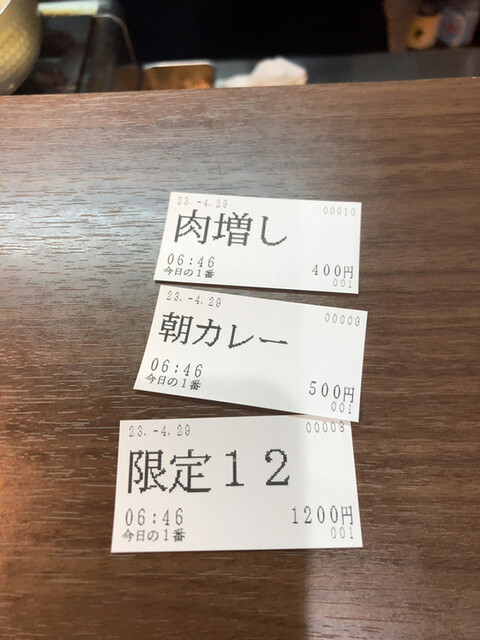 23.-4.29 00010
肉増し
06:46 400円
今日の1番 001
23.-4.29 00009
朝カレー
06:46 500円
今日の1番 001
23.-4.29 00008
限定12
06:46 1200円
今日の1番 001